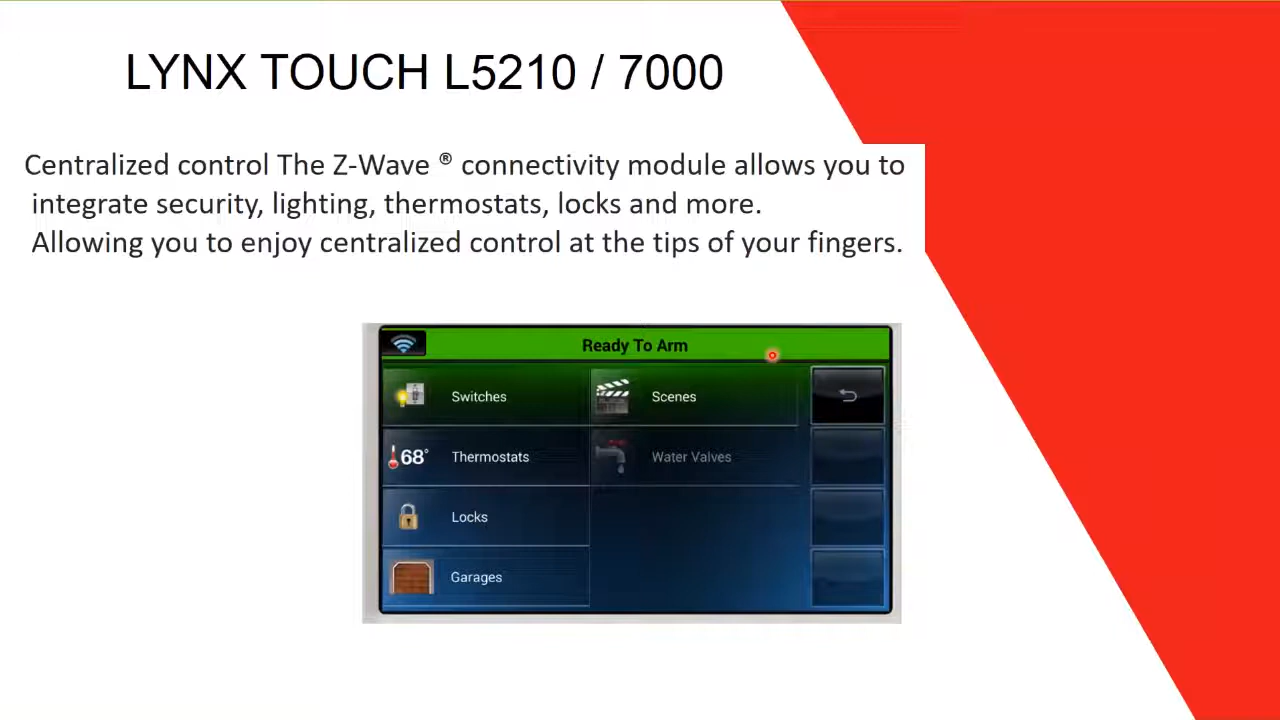 LYNX TOUCH L5210 / 7000
Centralized control The Z-Wave ® connectivity module allows you to
integrate security, lighting, thermostats, locks and more.
Allowing you to enjoy centralized control at the tips of your fingers.
Ready To Arm
Switches
Scenes
68° Thermostats
Water Valves
Locks
Garages